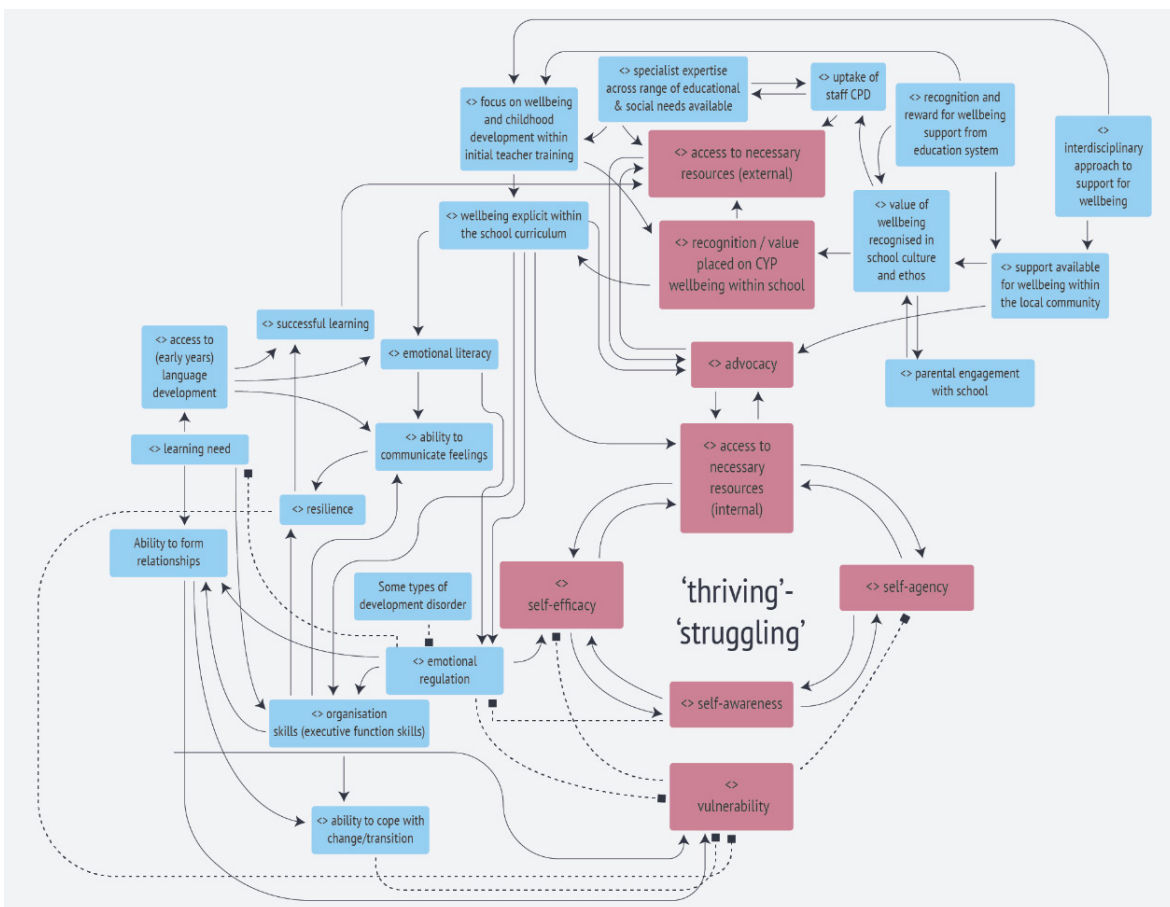 <> specialist expertise
across range of educational
& social needs available
<> uptake of
staff CPD
<> recognition and
reward for wellbeing
support from
education system
<> focus on wellbeing
and childhood
development within
initial teacher training
<>
interdisciplinary
approach to
support for
wellbeing
<> access to necessary
resources (external)
<> wellbeing explicit within
the school curriculum
<> recognition / value
placed on CYP
wellbeing within school
<> value of
wellbeing
recognised in
school culture
and ethos
<> support available
for wellbeing within
the local community
<> successful learning
<> access to
(early years)
language
development
<> emotional literacy
<> advocacy
<> parental engagement
with school
<> learning need
<> ability to
communicate feelings
<> access to
necessary
resources
(internal)
<> resilience
Ability to form
relationships
Some types of
development disorder
<>
self-efficacy
'thriving'-
'struggling'
<> self-agency
<> emotional
regulation
<> self-awareness
<> organisation
skills (executive function skills)
<>
vulnerability
<> ability to cope with
change/transition